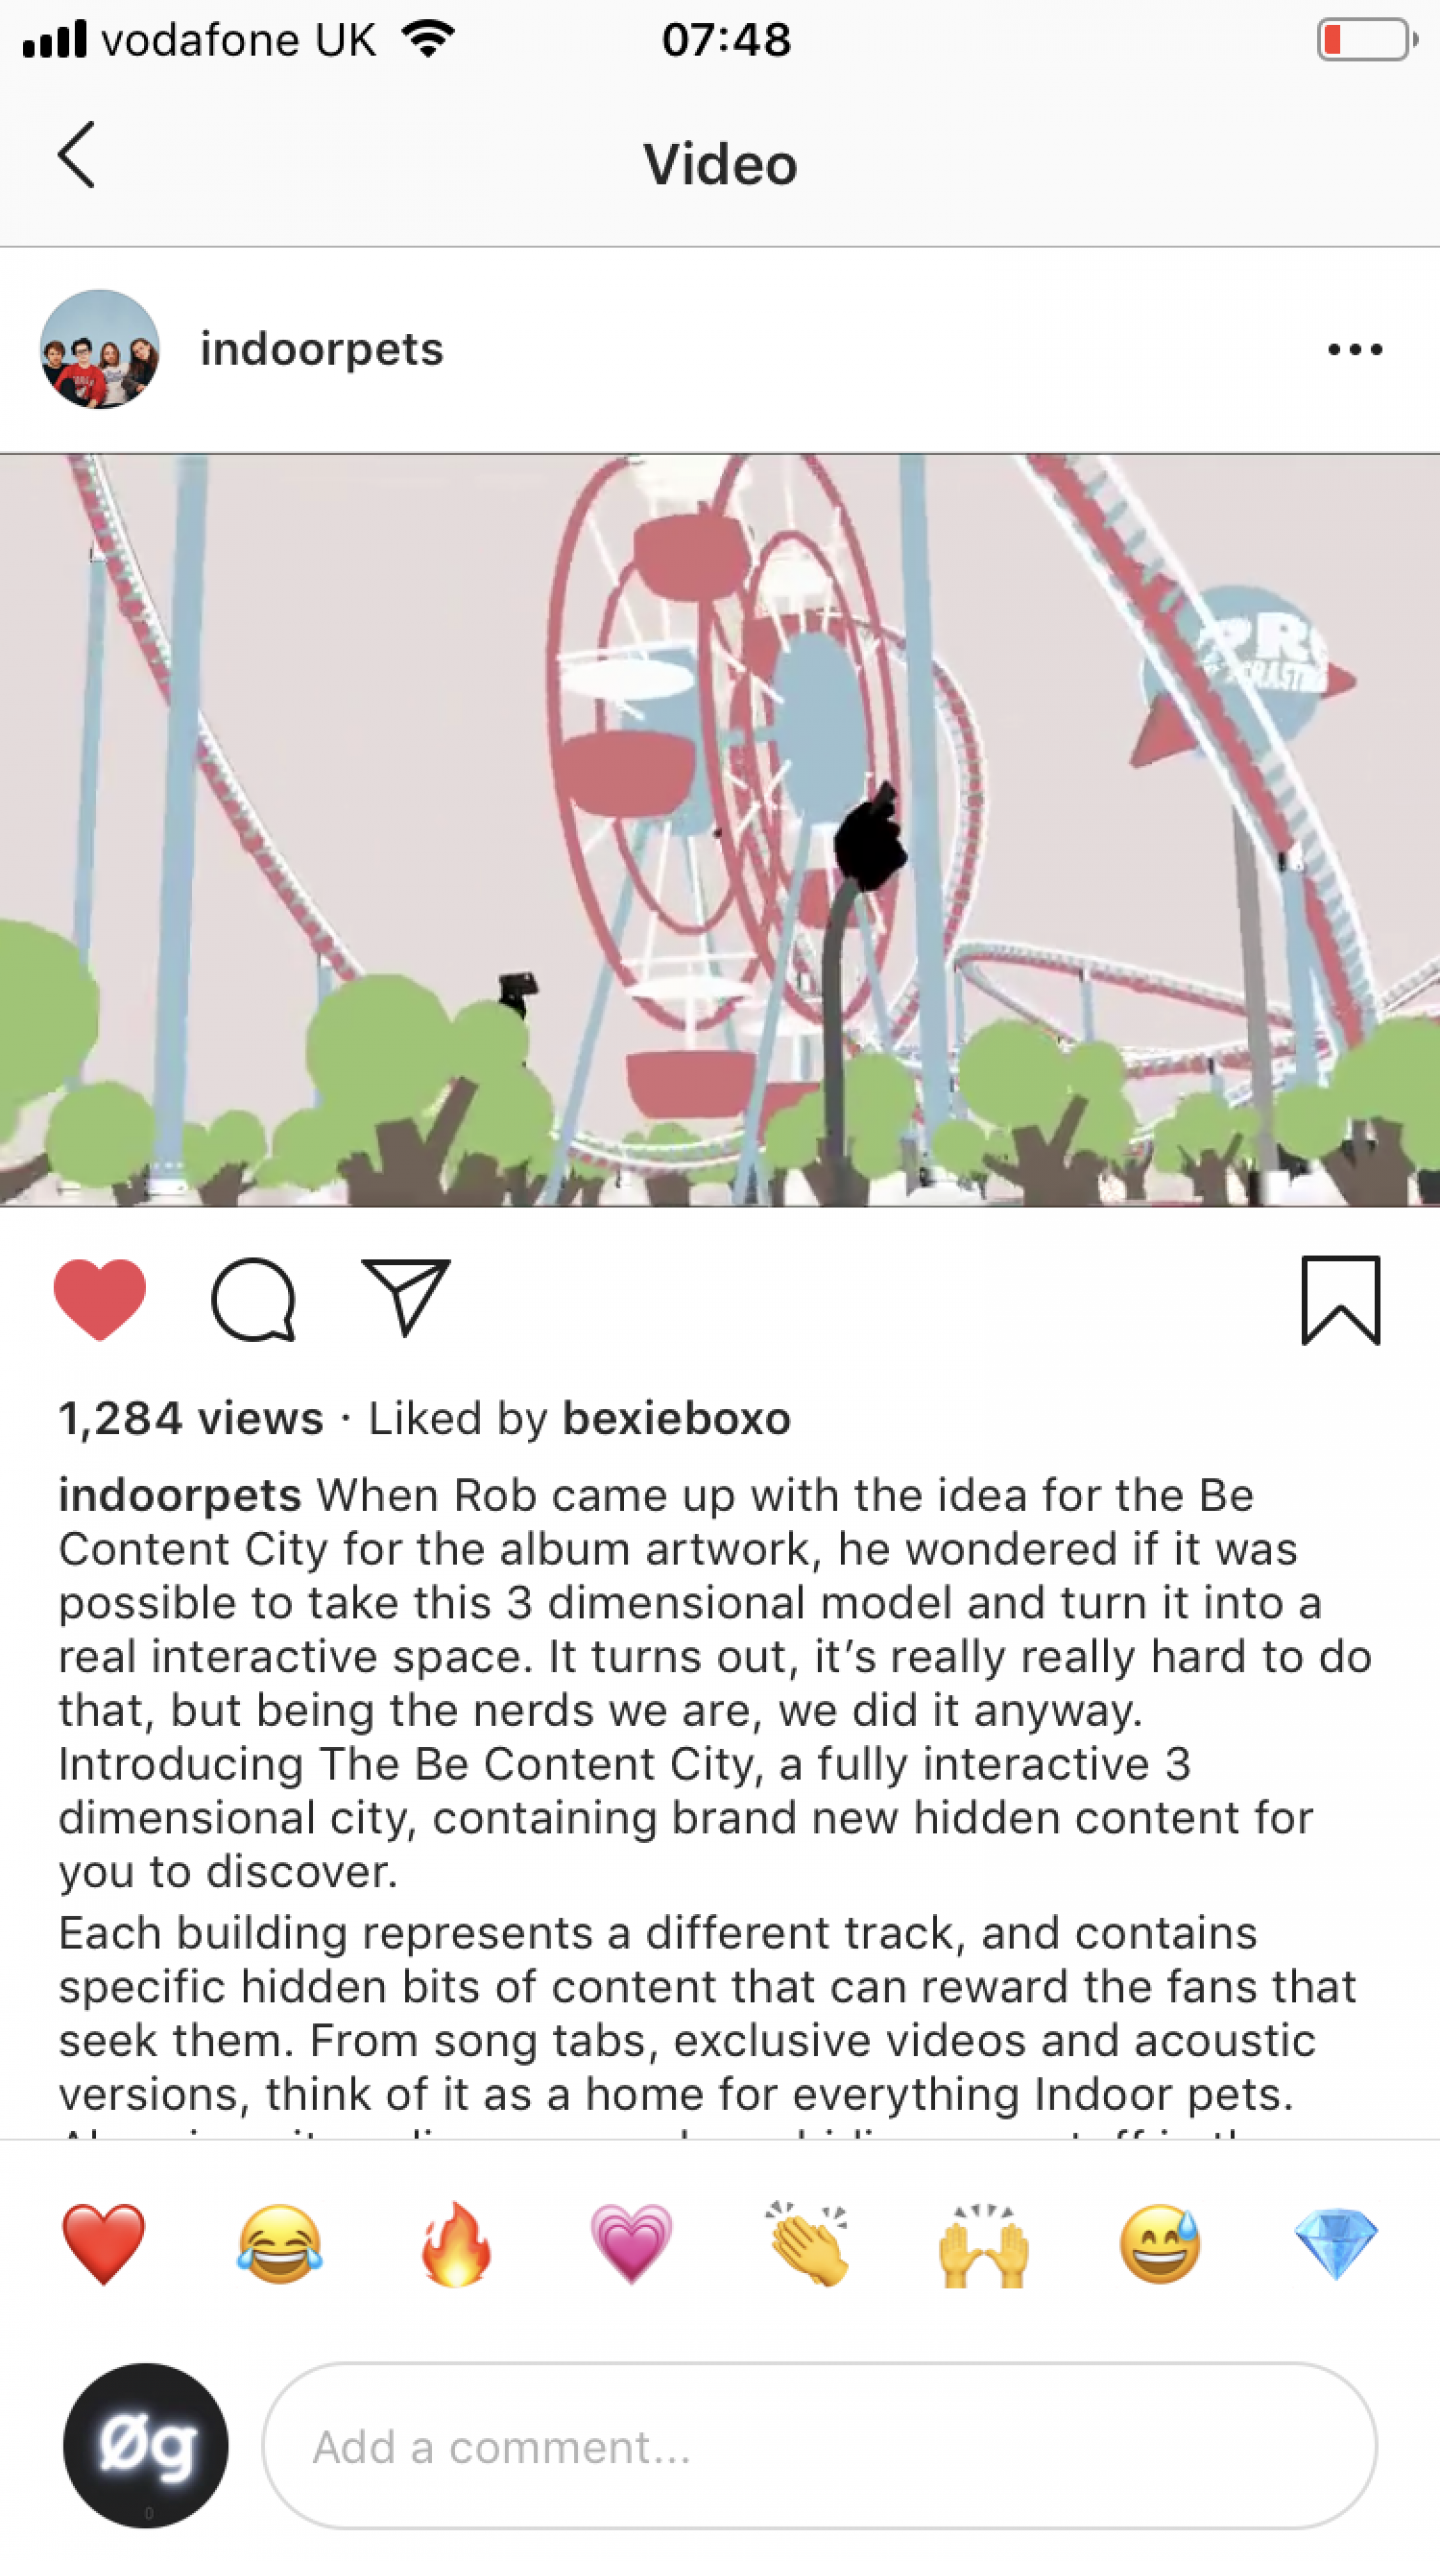 vodafone UK 07:48
Video
indoorpets
1,284 views · Liked by bexieboxo
indoorpets When Rob came up with the idea for the Be
Content City for the album artwork, he wondered if it was
possible to take this 3 dimensional model and turn it into a
real interactive space. It turns out, it’s really really hard to do
that, but being the nerds we are, we did it anyway.
Introducing The Be Content City, a fully interactive 3
dimensional city, containing brand new hidden content for
you to discover.
Each building represents a different track, and contains
specific hidden bits of content that can reward the fans that
seek them. From song tabs, exclusive videos and acoustic
versions, think of it as a home for everything Indoor pets.
Øg
Add a comment...